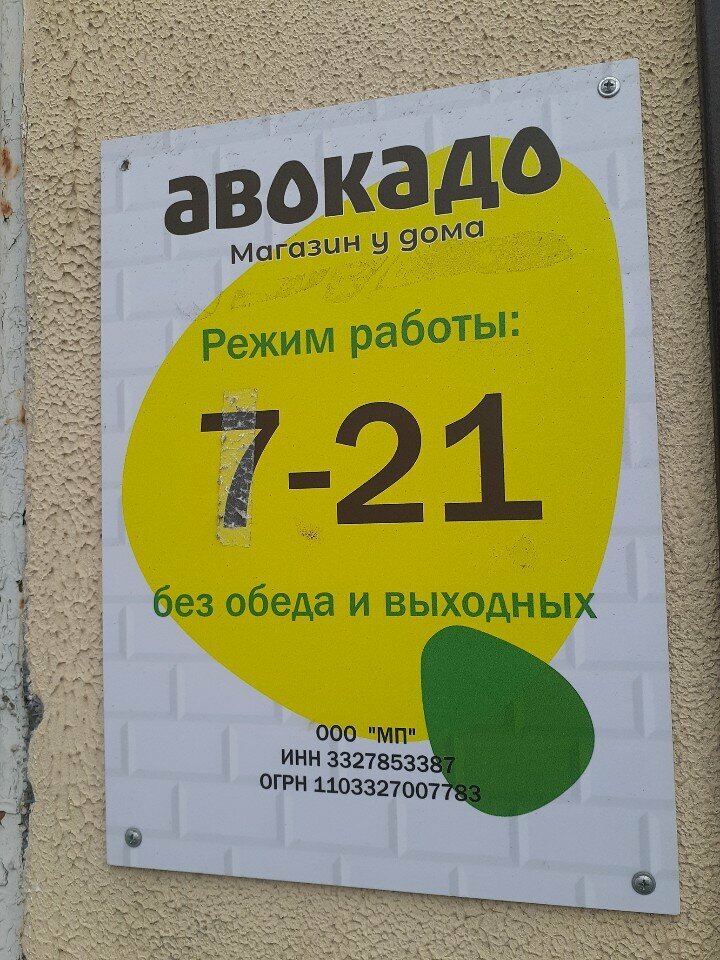 авокадо
Магазин у дома
Режим работы:
7-21
без обеда и выходных
ООО "МП"
ИНН 3327853387
ОГРН 1103327007783